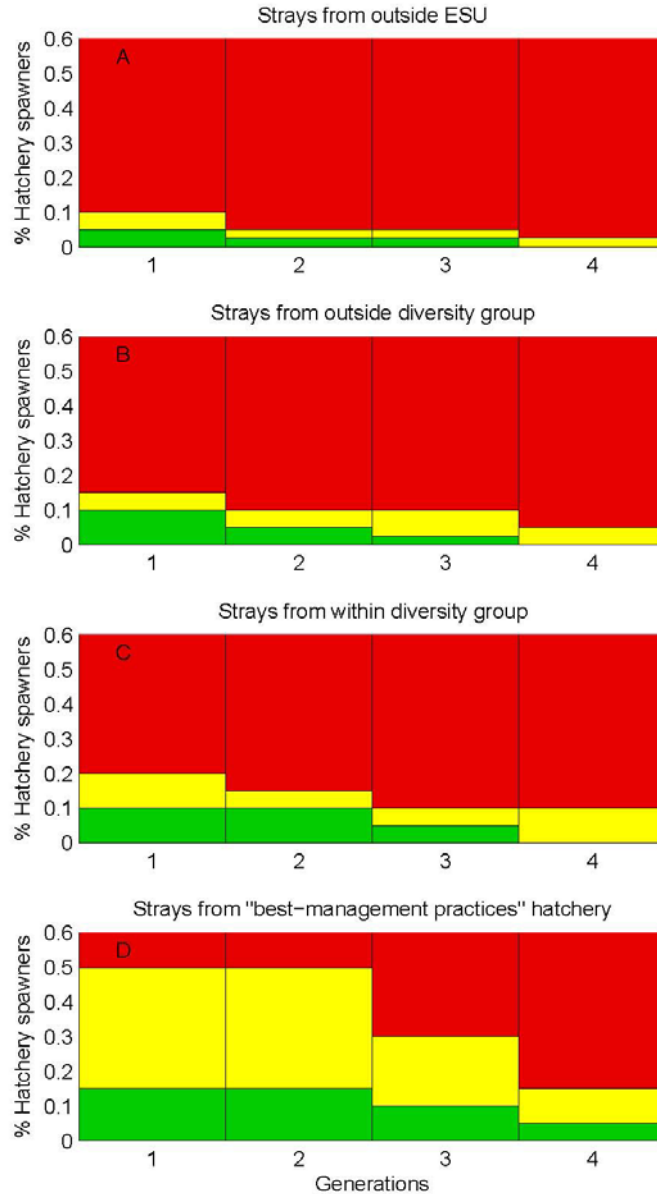 Strays from outside ESU
A
% Hatchery spawners
0.6
0.5
0.4
0.3
0.2
0.1
0
1 2 3 4
Strays from outside diversity group
B
% Hatchery spawners
0.6
0.5
0.4
0.3
0.2
0.1
0
1 2 3 4
Strays from within diversity group
C
% Hatchery spawners
0.6
0.5
0.4
0.3
0.2
0.1
0
1 2 3 4
Strays from "best−management practices" hatchery
D
% Hatchery spawners
0.6
0.5
0.4
0.3
0.2
0.1
0
1 2 3 4
Generations